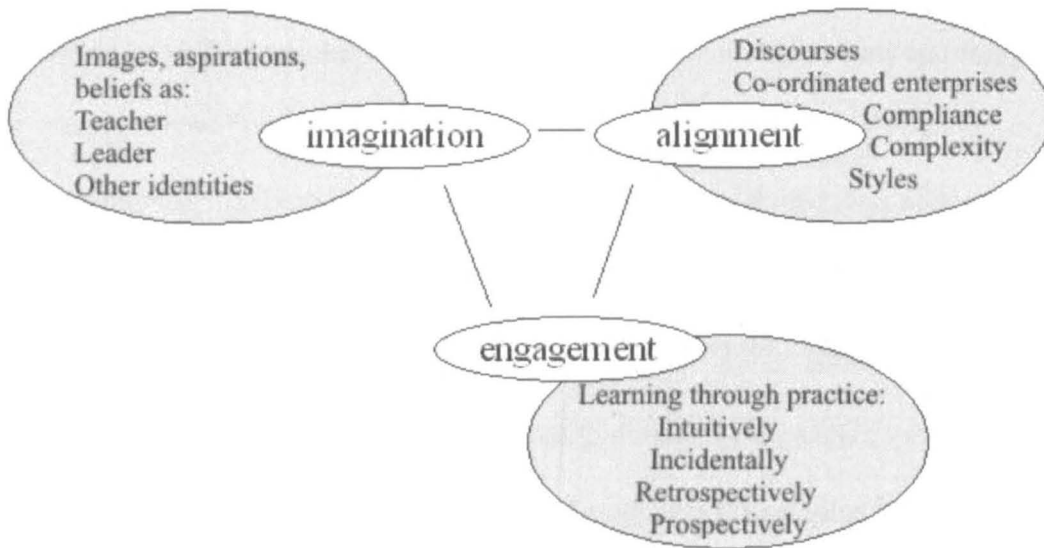 Images, aspirations,
beliefs as:
Teacher
Leader
Other identities
imagination
Discourses
Co-ordinated enterprises
Compliance
Complexity
Styles
alignment
engagement
Learning through practice:
Intuitively
Incidentally
Retrospectively
Prospectively